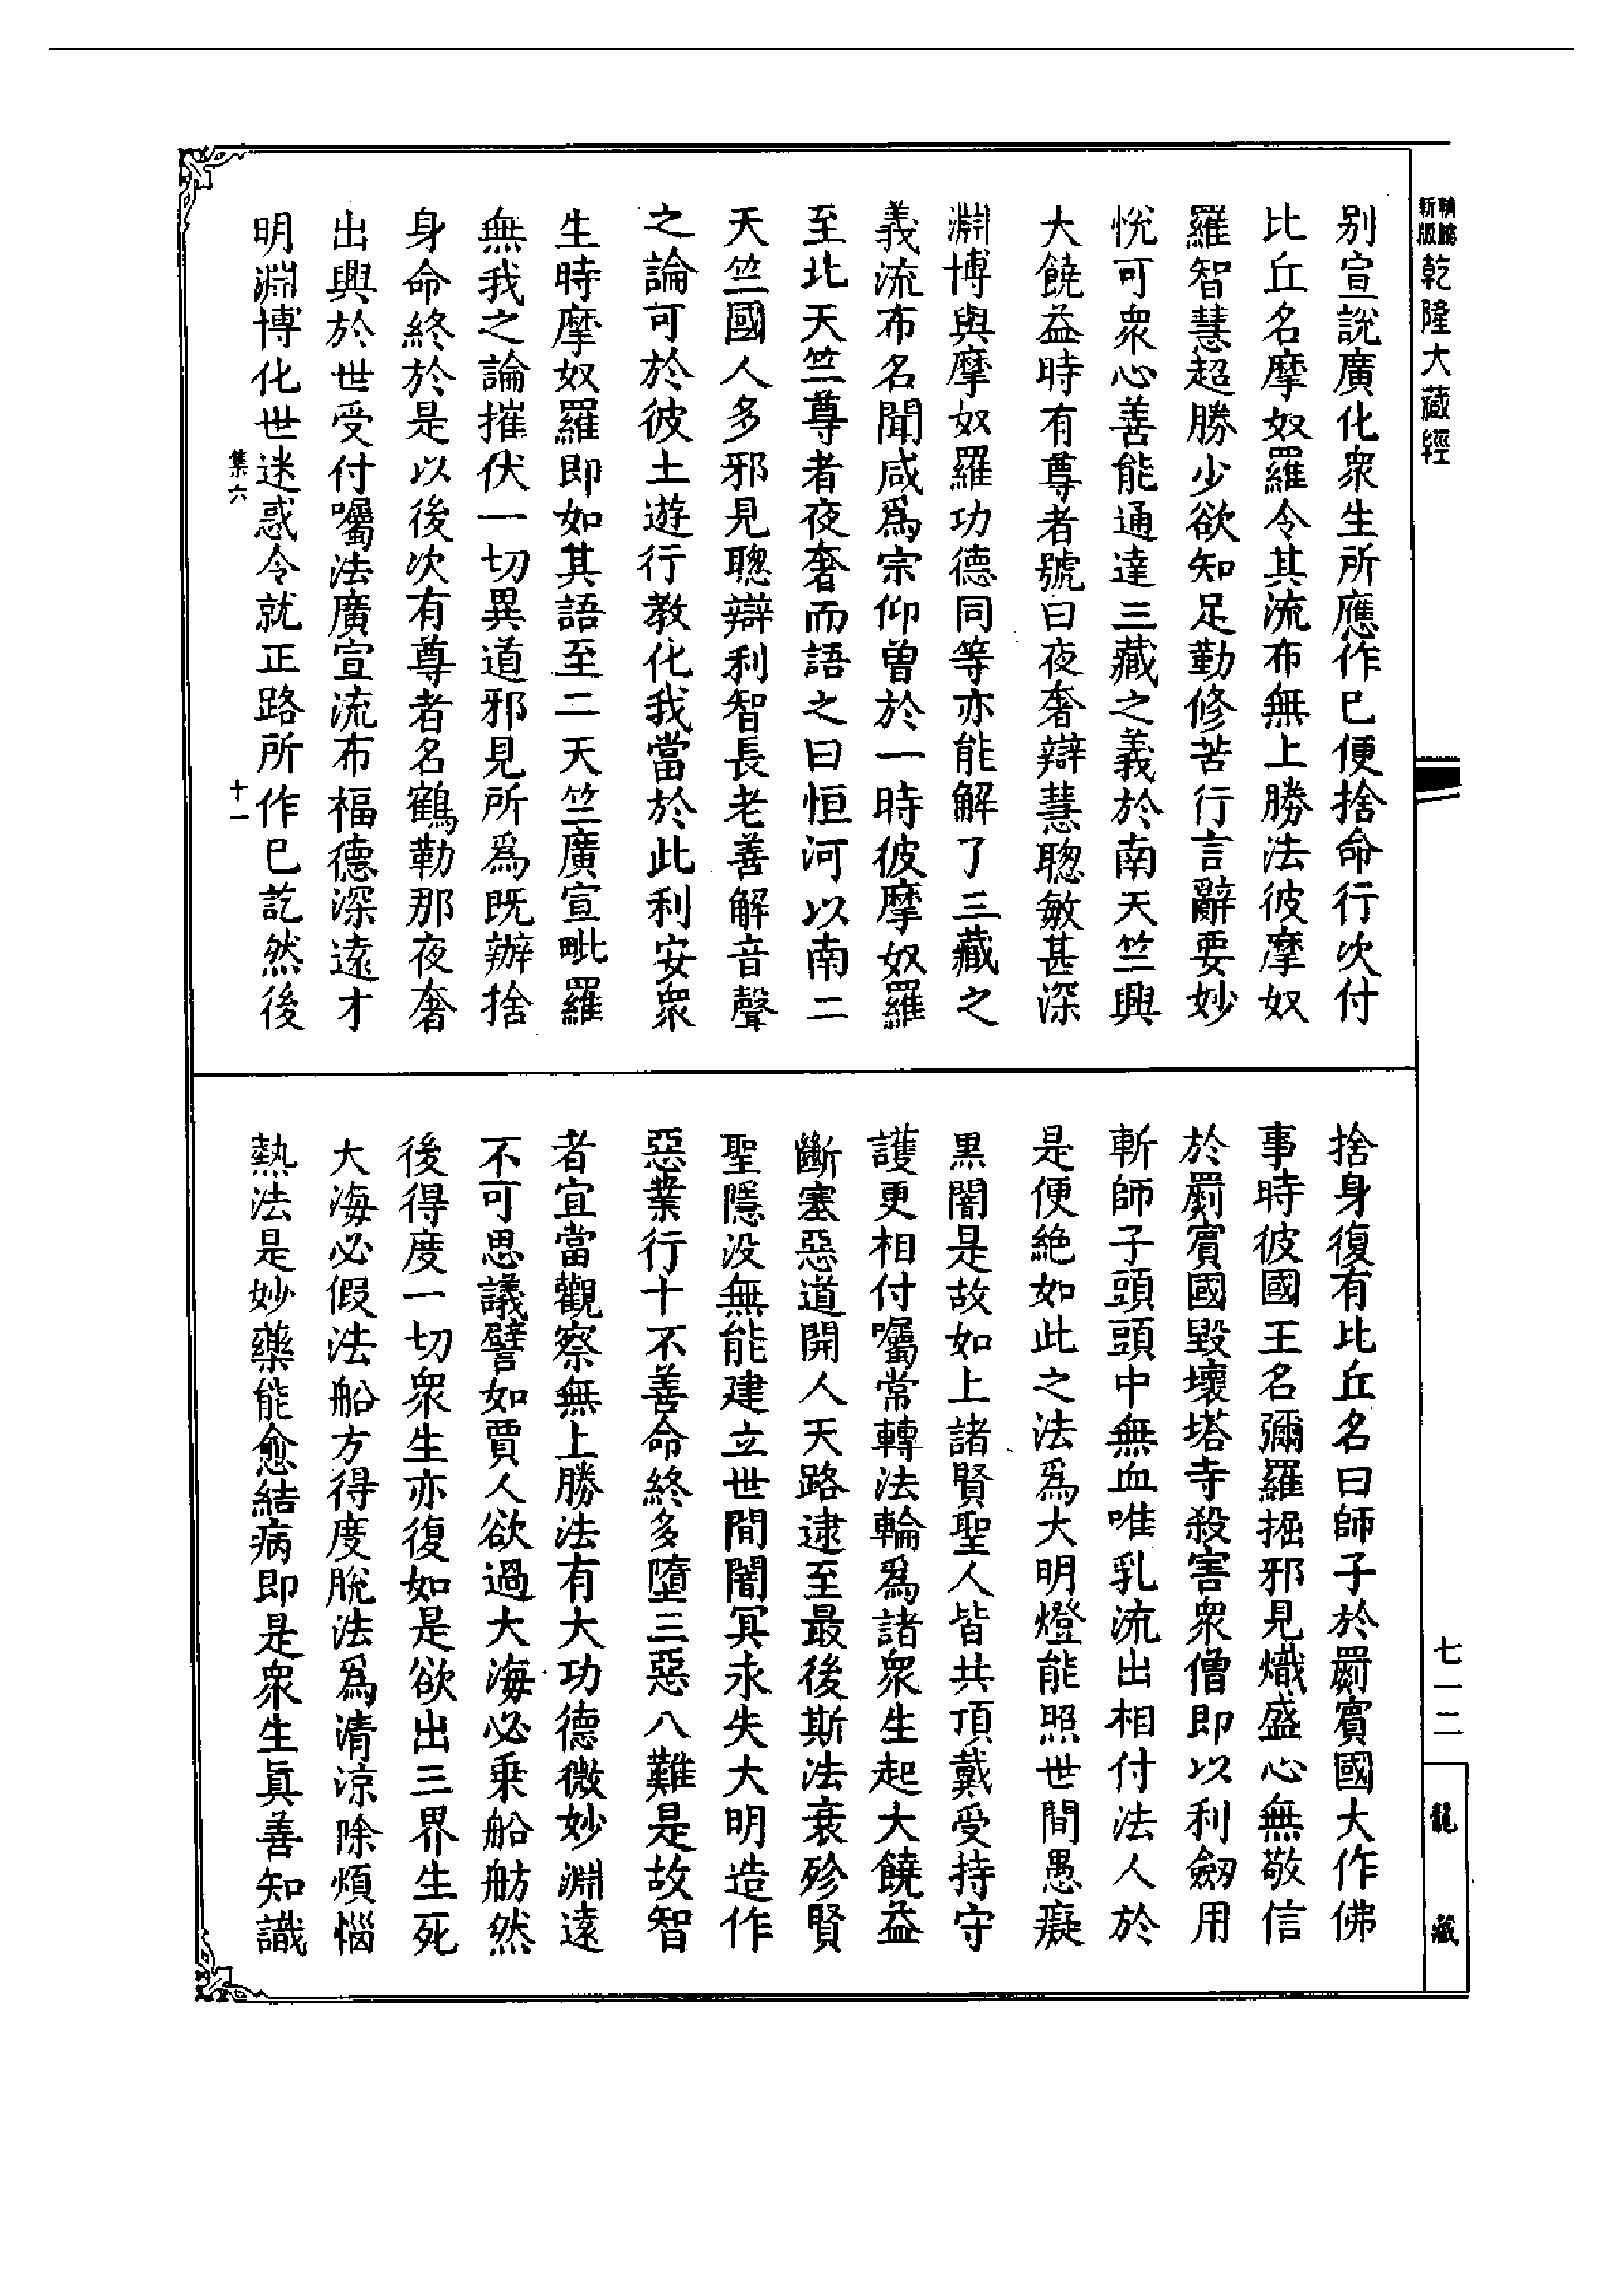 新版
乾隆大藏經
別宣說廣化衆生所應作巳便捨命行次付
比丘名摩奴羅令其流布無上勝法彼摩奴
羅智慧超勝少欲知足勤修苦行言辭要妙
悅可衆心善能通達三藏之義於南天竺興
大饒益時有尊者號曰夜奢辯慧聰敏甚深
淵博與摩奴羅功德同等亦能解了三藏之
義流布名聞咸爲宗仰曽於一時彼摩奴羅
至北天竺尊者夜奢而語之曰恒河以南二
天竺國人多邪見聰辯利智長老善解音聲
之論可於彼土遊行教化我當於此利安衆
生時摩奴羅即如其語至二天竺廣宣毗羅
無我之論摧伏一切異道邪見所爲既辦捨
身命終於是以後次有尊者名鶴勒那夜奢
出興於世受付囑法廣宣流布福德深遠才
明淵博化世迷惑令就正路所作巳訖然後
集六
十一
捨身復有比丘名曰師子於罽賓國大作佛
事時彼國王名彌羅掘邪見熾盛心無敬信
於罽賓國毀壞塔寺殺害衆僧即以利劒用
斬師子頭頭中無血唯乳流出相付法人於
是便絶如此之法爲大明燈能照世間愚癡
黑闇是故如上諸賢聖人皆共頂戴受持守
護更相付囑常轉法輪爲諸衆生起大饒益
斷塞惡道開人天路逮至最後斯法衰殄賢
聖隱没無能建立世間闇冥永失大明造作
惡業行十不善命終多墮三惡八難是故智
者宜當觀察無上勝法有大功德微妙淵遠
不可思議譬如賈人欲過大海必乘船舫然
後得度一切衆生亦復如是欲出三界生死
大海必假法船方得度脫法爲清凉除煩惱
熱法是妙藥能愈結病即是衆生眞善知識
七一二
龍藏